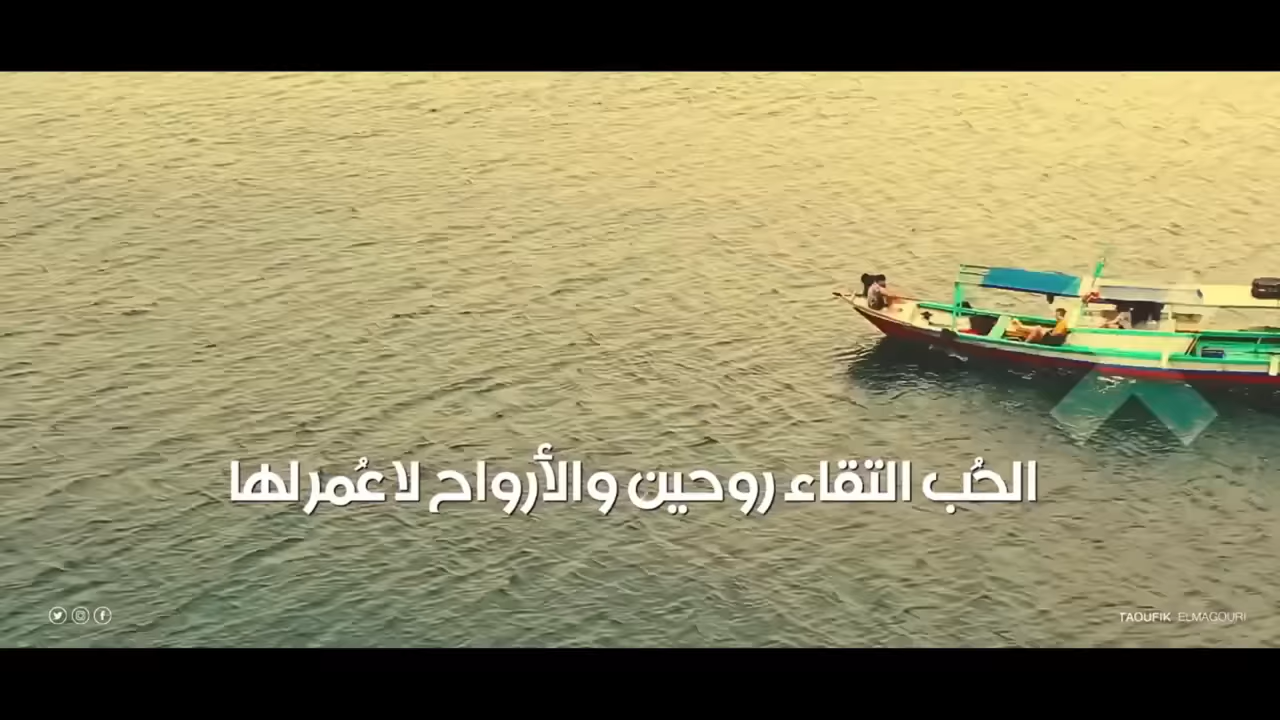 الحُب التقاء روحين والأرواح لا عُمر لها
TAOUFIK ELMAGOURI